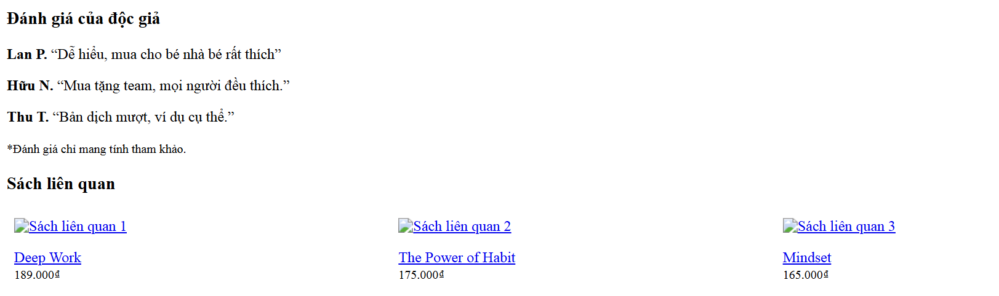 Đánh giá của độc giả
Lan P. “Dễ hiểu, mua cho bé nhà bé rất thích”
Hữu N. “Mua tặng team, mọi người đều thích.”
Thu T. “Bản dịch mượt, ví dụ cụ thể.”
*Đánh giá chỉ mang tính tham khảo.
Sách liên quan
Sách liên quan 1
Deep Work
189.000₫
Sách liên quan 2
The Power of Habit
175.000₫
Sách liên quan 3
Mindset
165.000₫